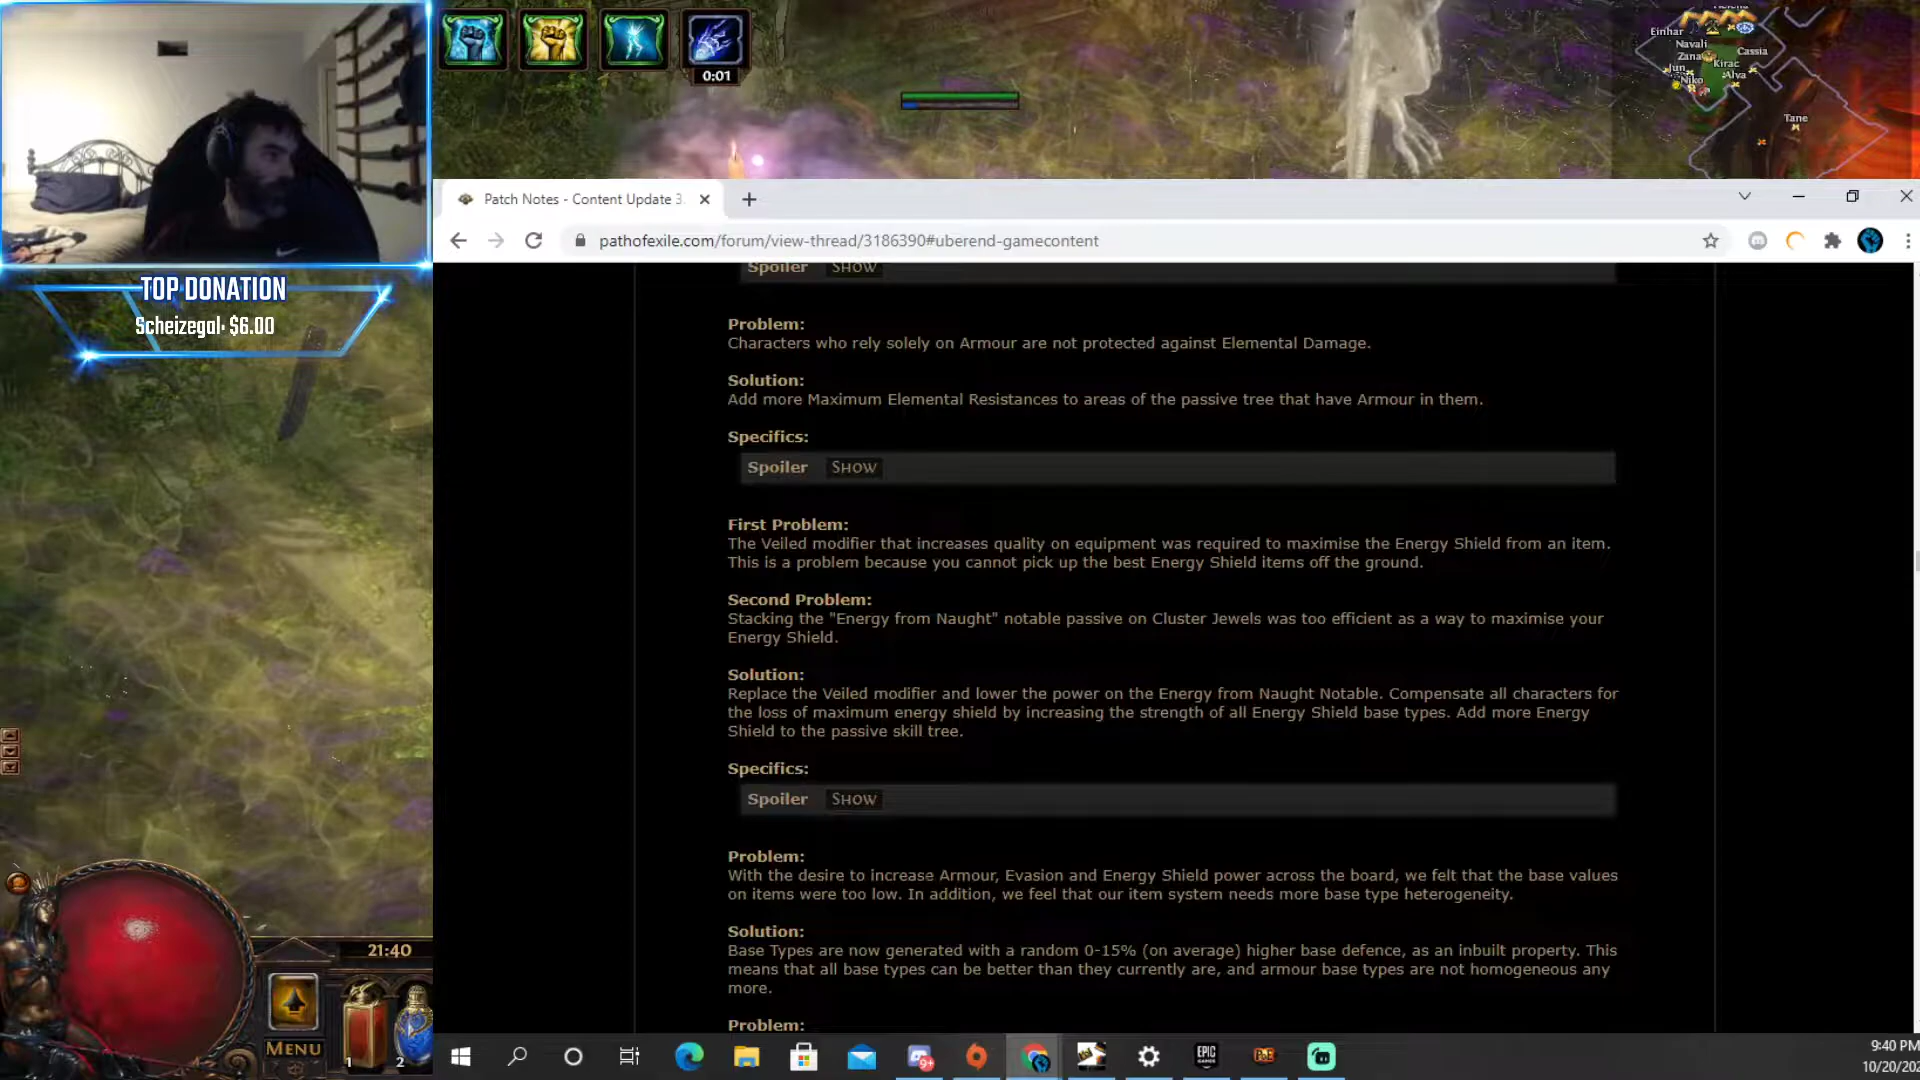 0:01
Helena
Einhar
Navali
Cassia
Zana
Kirac
Jun
Alva
Niko
Tane
Patch Notes - Content Update 3.
pathofexile.com/forum/view-thread/3186390#uberend-gamecontent
TOP DONATION
Scheizegal: $6.00
Spoiler SHOW
Problem:
Characters who rely solely on Armour are not protected against Elemental Damage.
Solution:
Add more Maximum Elemental Resistances to areas of the passive tree that have Armour in them.
Specifics:
Spoiler SHOW
First Problem:
The Veiled modifier that increases quality on equipment was required to maximise the Energy Shield from an item.
This is a problem because you cannot pick up the best Energy Shield items off the ground.
Second Problem:
Stacking the "Energy from Naught" notable passive on Cluster Jewels was too efficient as a way to maximise your
Energy Shield.
Solution:
Replace the Veiled modifier and lower the power on the Energy from Naught Notable. Compensate all characters for
the loss of maximum energy shield by increasing the strength of all Energy Shield base types. Add more Energy
Shield to the passive skill tree.
Specifics:
Spoiler SHOW
Problem:
With the desire to increase Armour, Evasion and Energy Shield power across the board, we felt that the base values
on items were too low. In addition, we feel that our item system needs more base type heterogeneity.
Solution:
Base Types are now generated with a random 0-15% (on average) higher base defence, as an inbuilt property. This
means that all base types can be better than they currently are, and armour base types are not homogeneous any
more.
Problem:
21:40
MENU
1
2
9+
EPIC
GAMES
9:40 PM
10/20/202